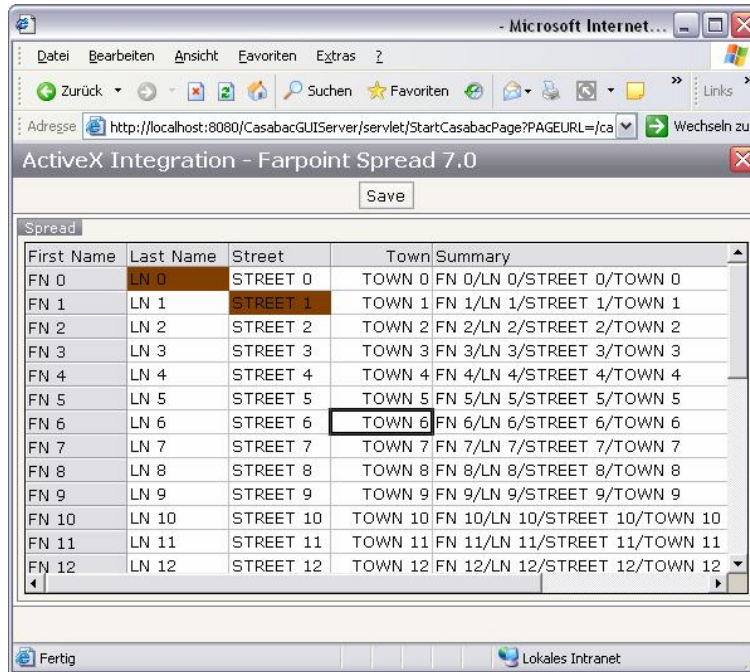 - Microsoft Internet...
Datei Bearbeiten Ansicht Favoriten Extras ?
Zurück Suchen Favoriten »
Links »
Adresse http://localhost:8080/CasabacGUIServer/servlet/StartCasabacPage?PAGEURL=/ca Wechseln zu
ActiveX Integration - Farpoint Spread 7.0
Save
Spread
First Name Last Name Street Town Summary
FN 0 LN 0 STREET 0 TOWN 0 FN 0/LN 0/STREET 0/TOWN 0
FN 1 LN 1 STREET 1 TOWN 1 FN 1/LN 1/STREET 1/TOWN 1
FN 2 LN 2 STREET 2 TOWN 2 FN 2/LN 2/STREET 2/TOWN 2
FN 3 LN 3 STREET 3 TOWN 3 FN 3/LN 3/STREET 3/TOWN 3
FN 4 LN 4 STREET 4 TOWN 4 FN 4/LN 4/STREET 4/TOWN 4
FN 5 LN 5 STREET 5 TOWN 5 FN 5/LN 5/STREET 5/TOWN 5
FN 6 LN 6 STREET 6 TOWN 6 FN 6/LN 6/STREET 6/TOWN 6
FN 7 LN 7 STREET 7 TOWN 7 FN 7/LN 7/STREET 7/TOWN 7
FN 8 LN 8 STREET 8 TOWN 8 FN 8/LN 8/STREET 8/TOWN 8
FN 9 LN 9 STREET 9 TOWN 9 FN 9/LN 9/STREET 9/TOWN 9
FN 10 LN 10 STREET 10 TOWN 10 FN 10/LN 10/STREET 10/TOWN 10
FN 11 LN 11 STREET 11 TOWN 11 FN 11/LN 11/STREET 11/TOWN 11
FN 12 LN 12 STREET 12 TOWN 12 FN 12/LN 12/STREET 12/TOWN 12
Fertig Lokales Intranet